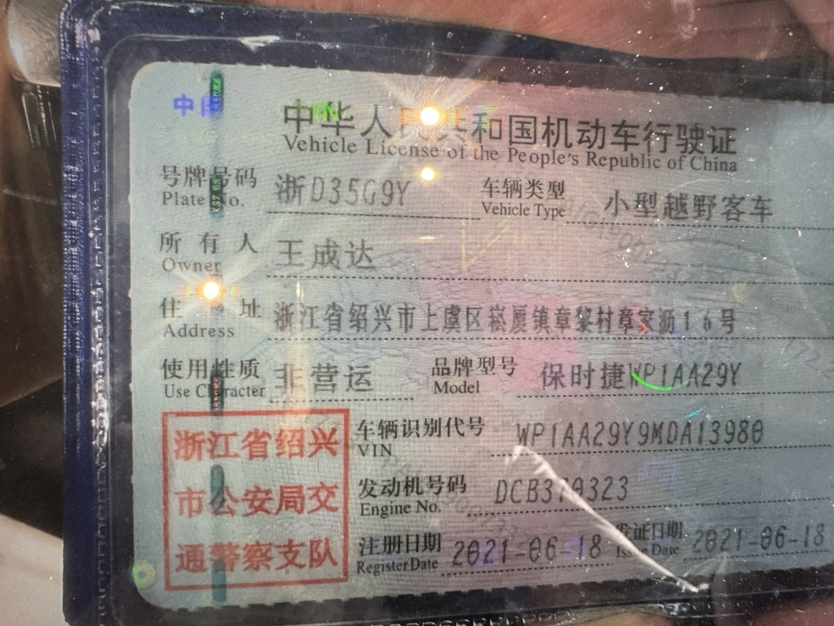 中华人民共和国机动车行驶证
Vehicle License of the People's Republic of China
号牌号码 浙D35G9Y 车辆类型 小型越野客车
Plate No. Vehicle Type
所有人 王成达
Owner
住址 浙江省绍兴市上虞区崧厦镇章黎村章家沥16号
Address
使用性质 非营运 品牌型号 保时捷WP1AA29Y
Use Character Model
浙江省绍兴 车辆识别代号 WP1AA29Y9MDA13980
VIN
市公安局交 发动机号码 DCB370323
Engine No.
通警察支队 注册日期 2021-06-18 发证日期 2021-06-18
Register Date Issue Date